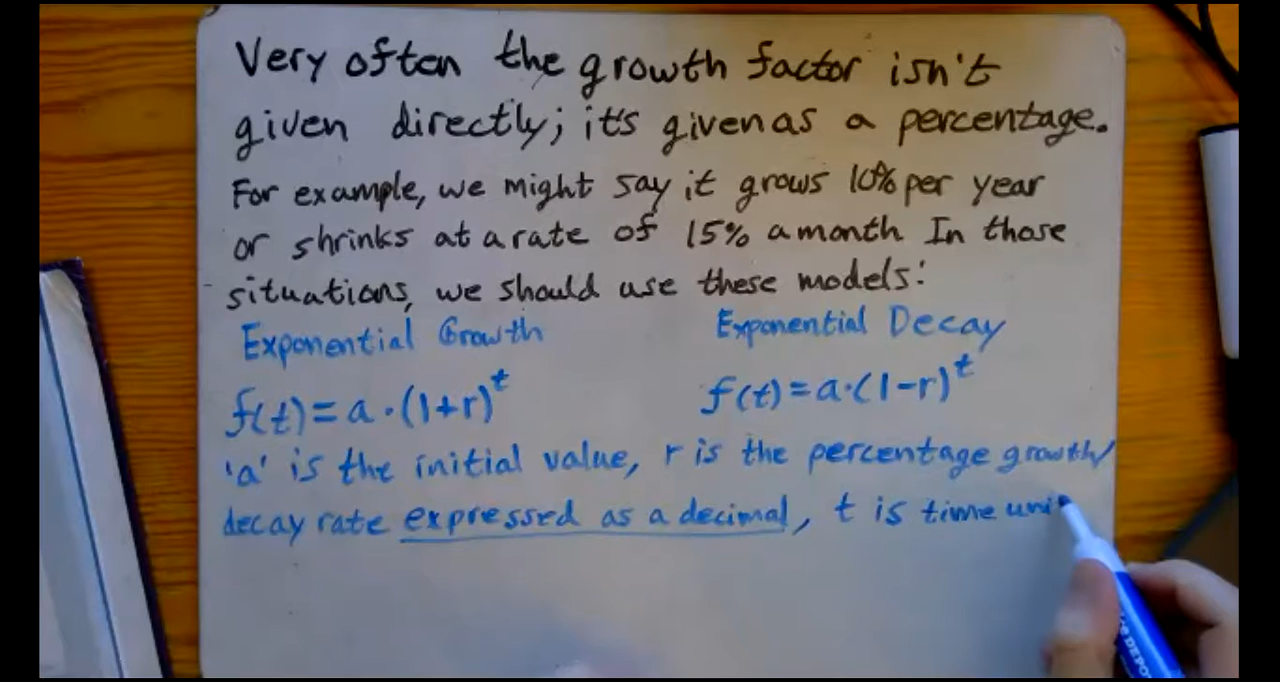 Very often the growth factor isn't
given directly; it's given as a percentage.
For example, we might say it grows 10% per year
or shrinks at a rate of 15% a month In those
situations, we should use these models:
Exponential Growth
Exponential Decay
f(t)=a·(1+r)^t
f(t)=a·(1-r)^t
'a' is the initial value, r is the percentage growth/
decay rate expressed as a decimal, t is time uni